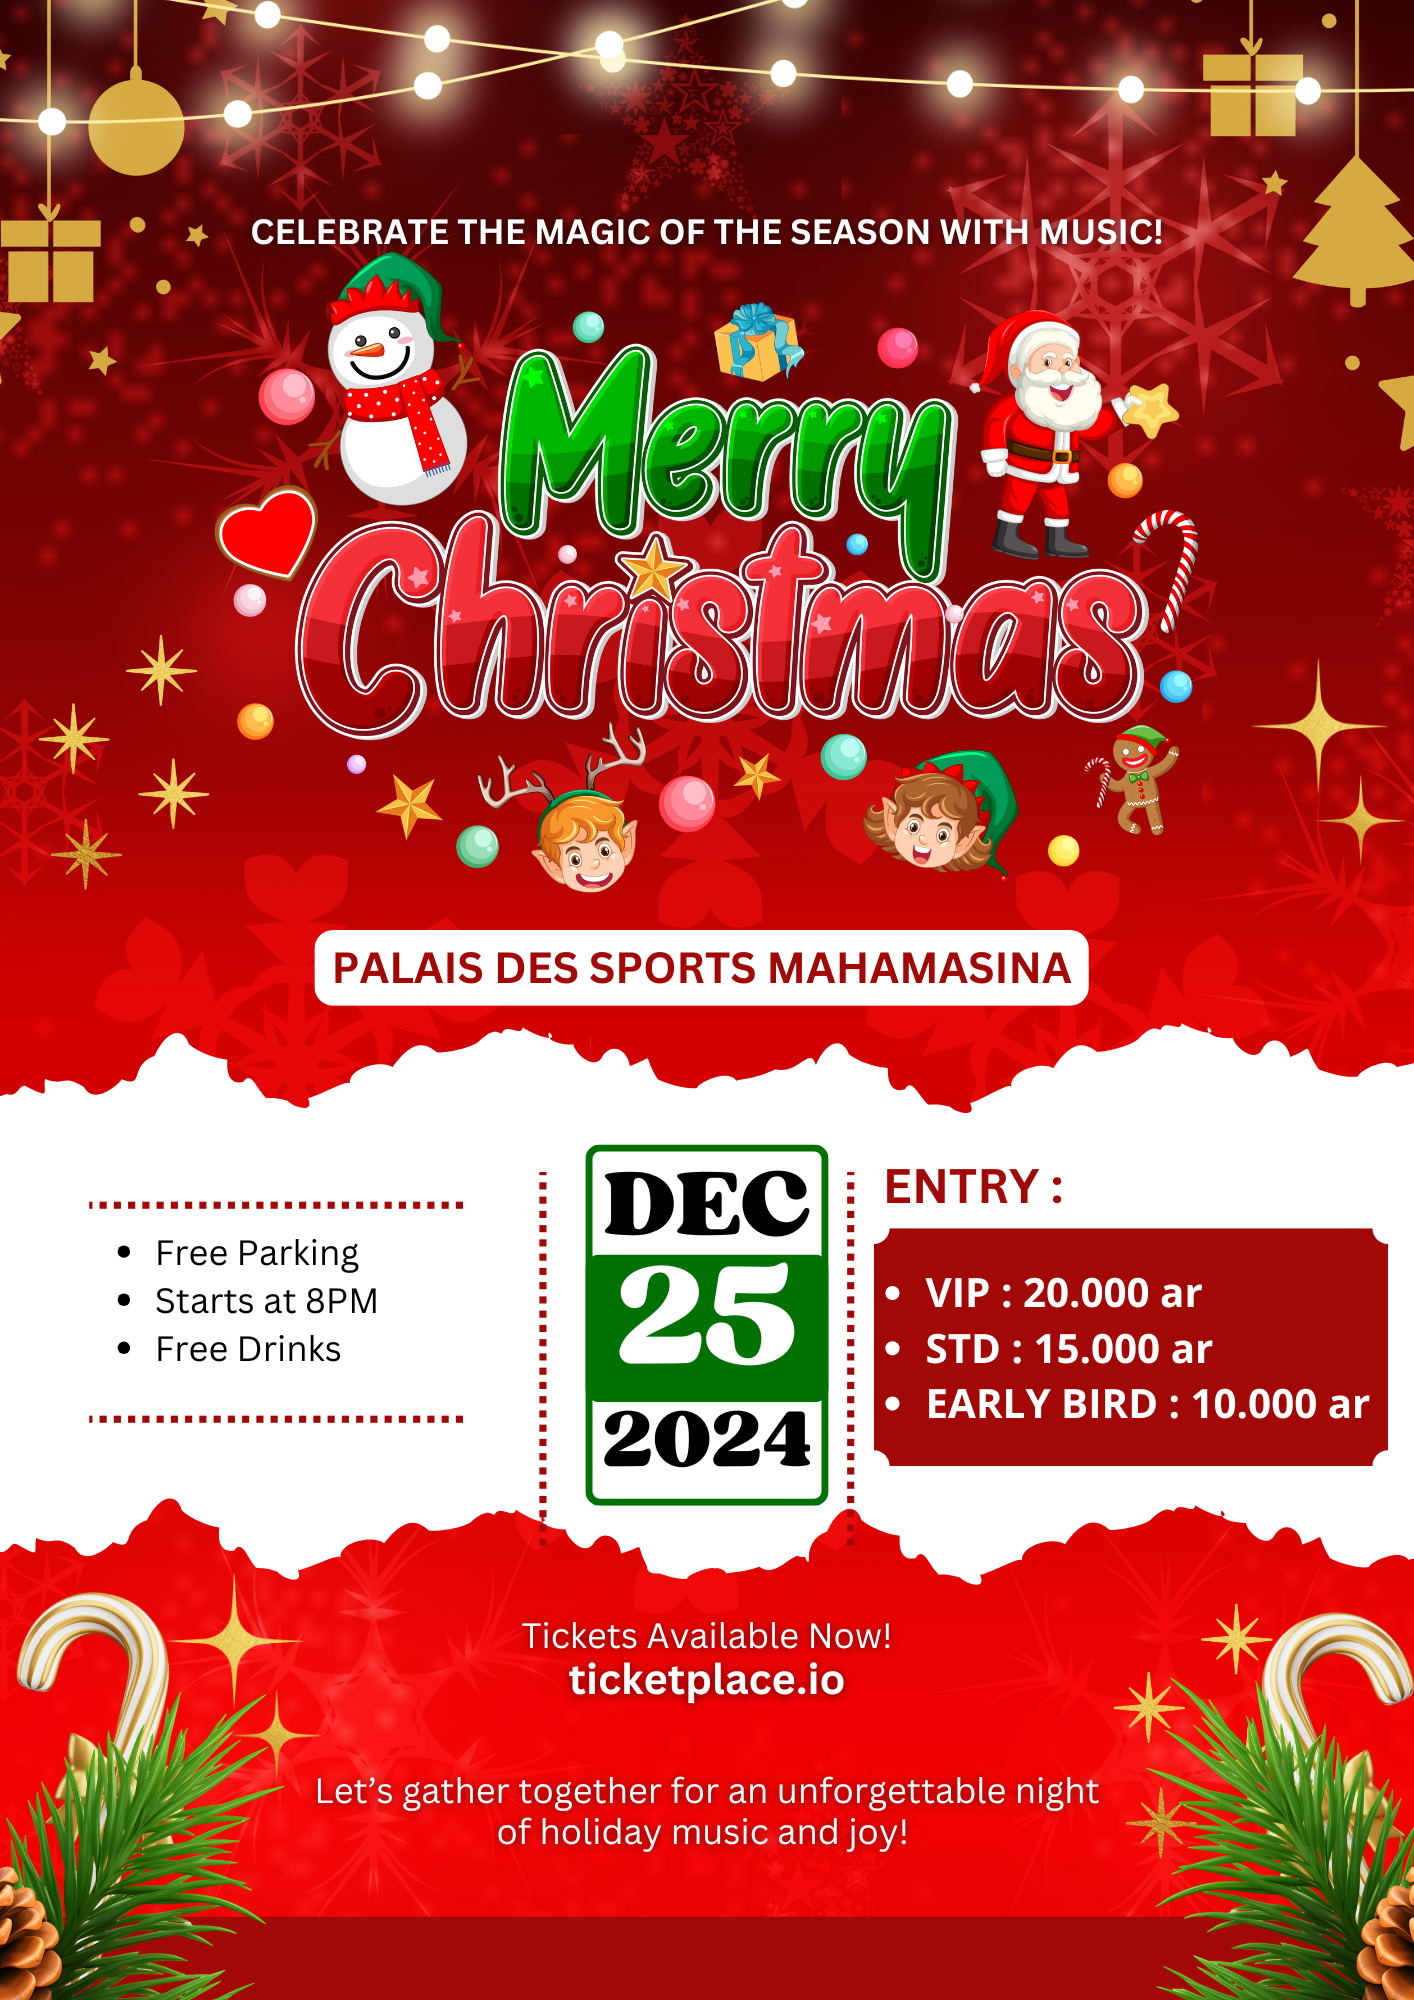 CELEBRATE THE MAGIC OF THE SEASON WITH MUSIC!
Merry
Christmas
PALAIS DES SPORTS MAHAMASINA
• Free Parking
• Starts at 8PM
• Free Drinks
DEC
25
2024
ENTRY :
• VIP : 20.000 ar
• STD : 15.000 ar
• EARLY BIRD : 10.000 ar
Tickets Available Now!
ticketplace.io
Let’s gather together for an unforgettable night
of holiday music and joy!